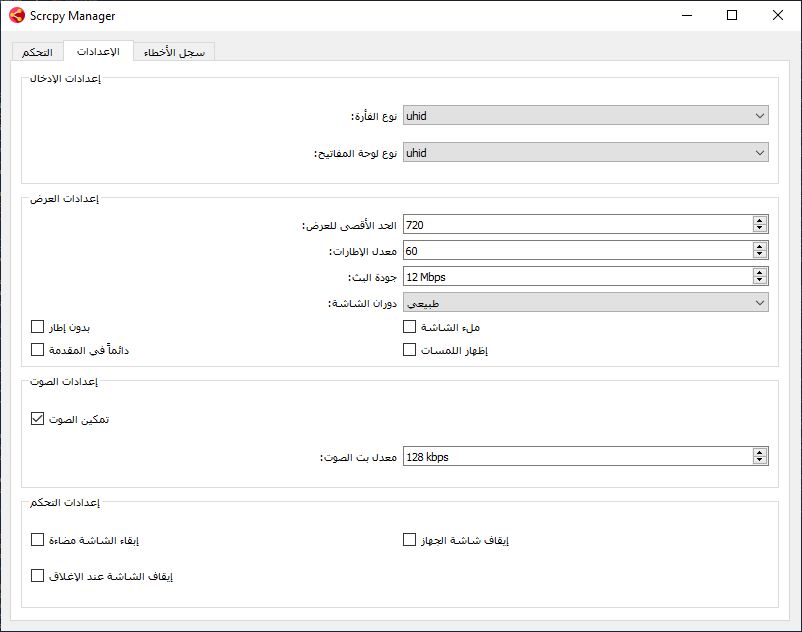 Scrcpy Manager
التحكم
الإعدادات
سجل الأخطاء
إعدادات الإدخال
نوع الفأرة:
uhid
نوع لوحة المفاتيح:
uhid
إعدادات العرض
الحد الأقصى للعرض:
720
معدل الإطارات:
60
جودة البث:
12 Mbps
دوران الشاشة:
طبيعي
بدون إطار
ملء الشاشة
دائماً في المقدمة
إظهار اللمسات
إعدادات الصوت
تمكين الصوت
معدل بت الصوت:
128 kbps
إعدادات التحكم
إبقاء الشاشة مضاءة
إيقاف شاشة الجهاز
إيقاف الشاشة عند الإغلاق